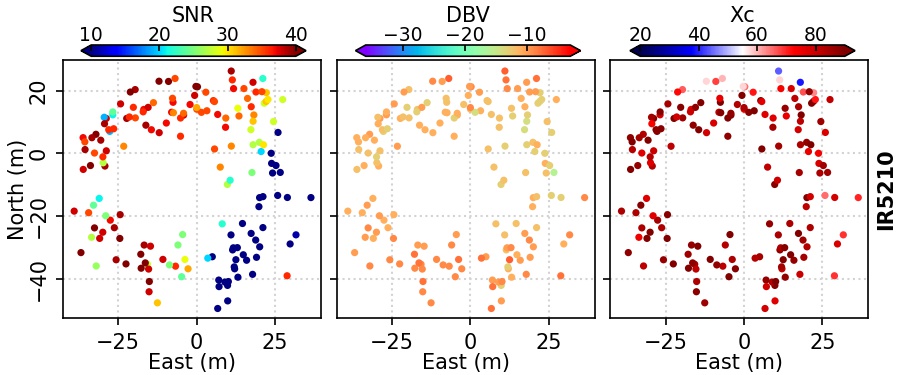 SNR DBV Xc
10 20 30 40 −30 −20 −10 20 40 60 80
20
0
−20
−40
North (m)
−25 0 25 −25 0 25 −25 0 25
East (m) East (m) East (m)
IR5210